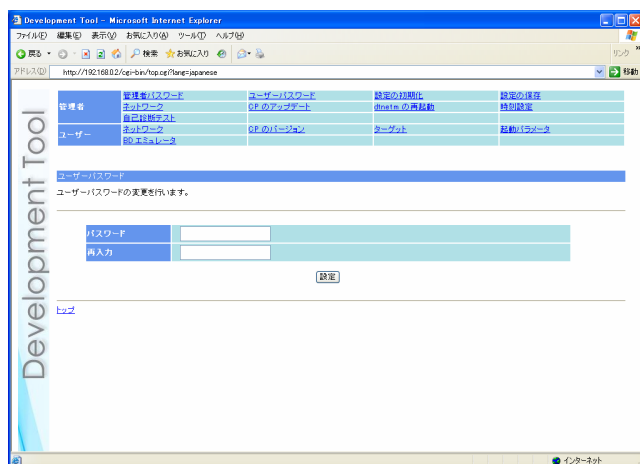 Development Tool - Microsoft Internet Explorer
ファイル(F) 編集(E) 表示(V) お気に入り(A) ツール(T) ヘルプ(H)
戻る 検索 お気に入り リンク »
アドレス(D) http://192.168.0.2/cgi-bin/top.cgi?lang=japanese 移動
Development Tool
管理者 管理者パスワード ユーザーパスワード 設定の初期化 設定の保存
ネットワーク CP のアップデート dtnetm の再起動 時刻設定
自己診断テスト
ユーザー ネットワーク CP のバージョン ターゲット 起動パラメータ
BD エミュレータ
ユーザーパスワード
ユーザーパスワードの変更を行います。
パスワード
再入力
設定
トップ
インターネット